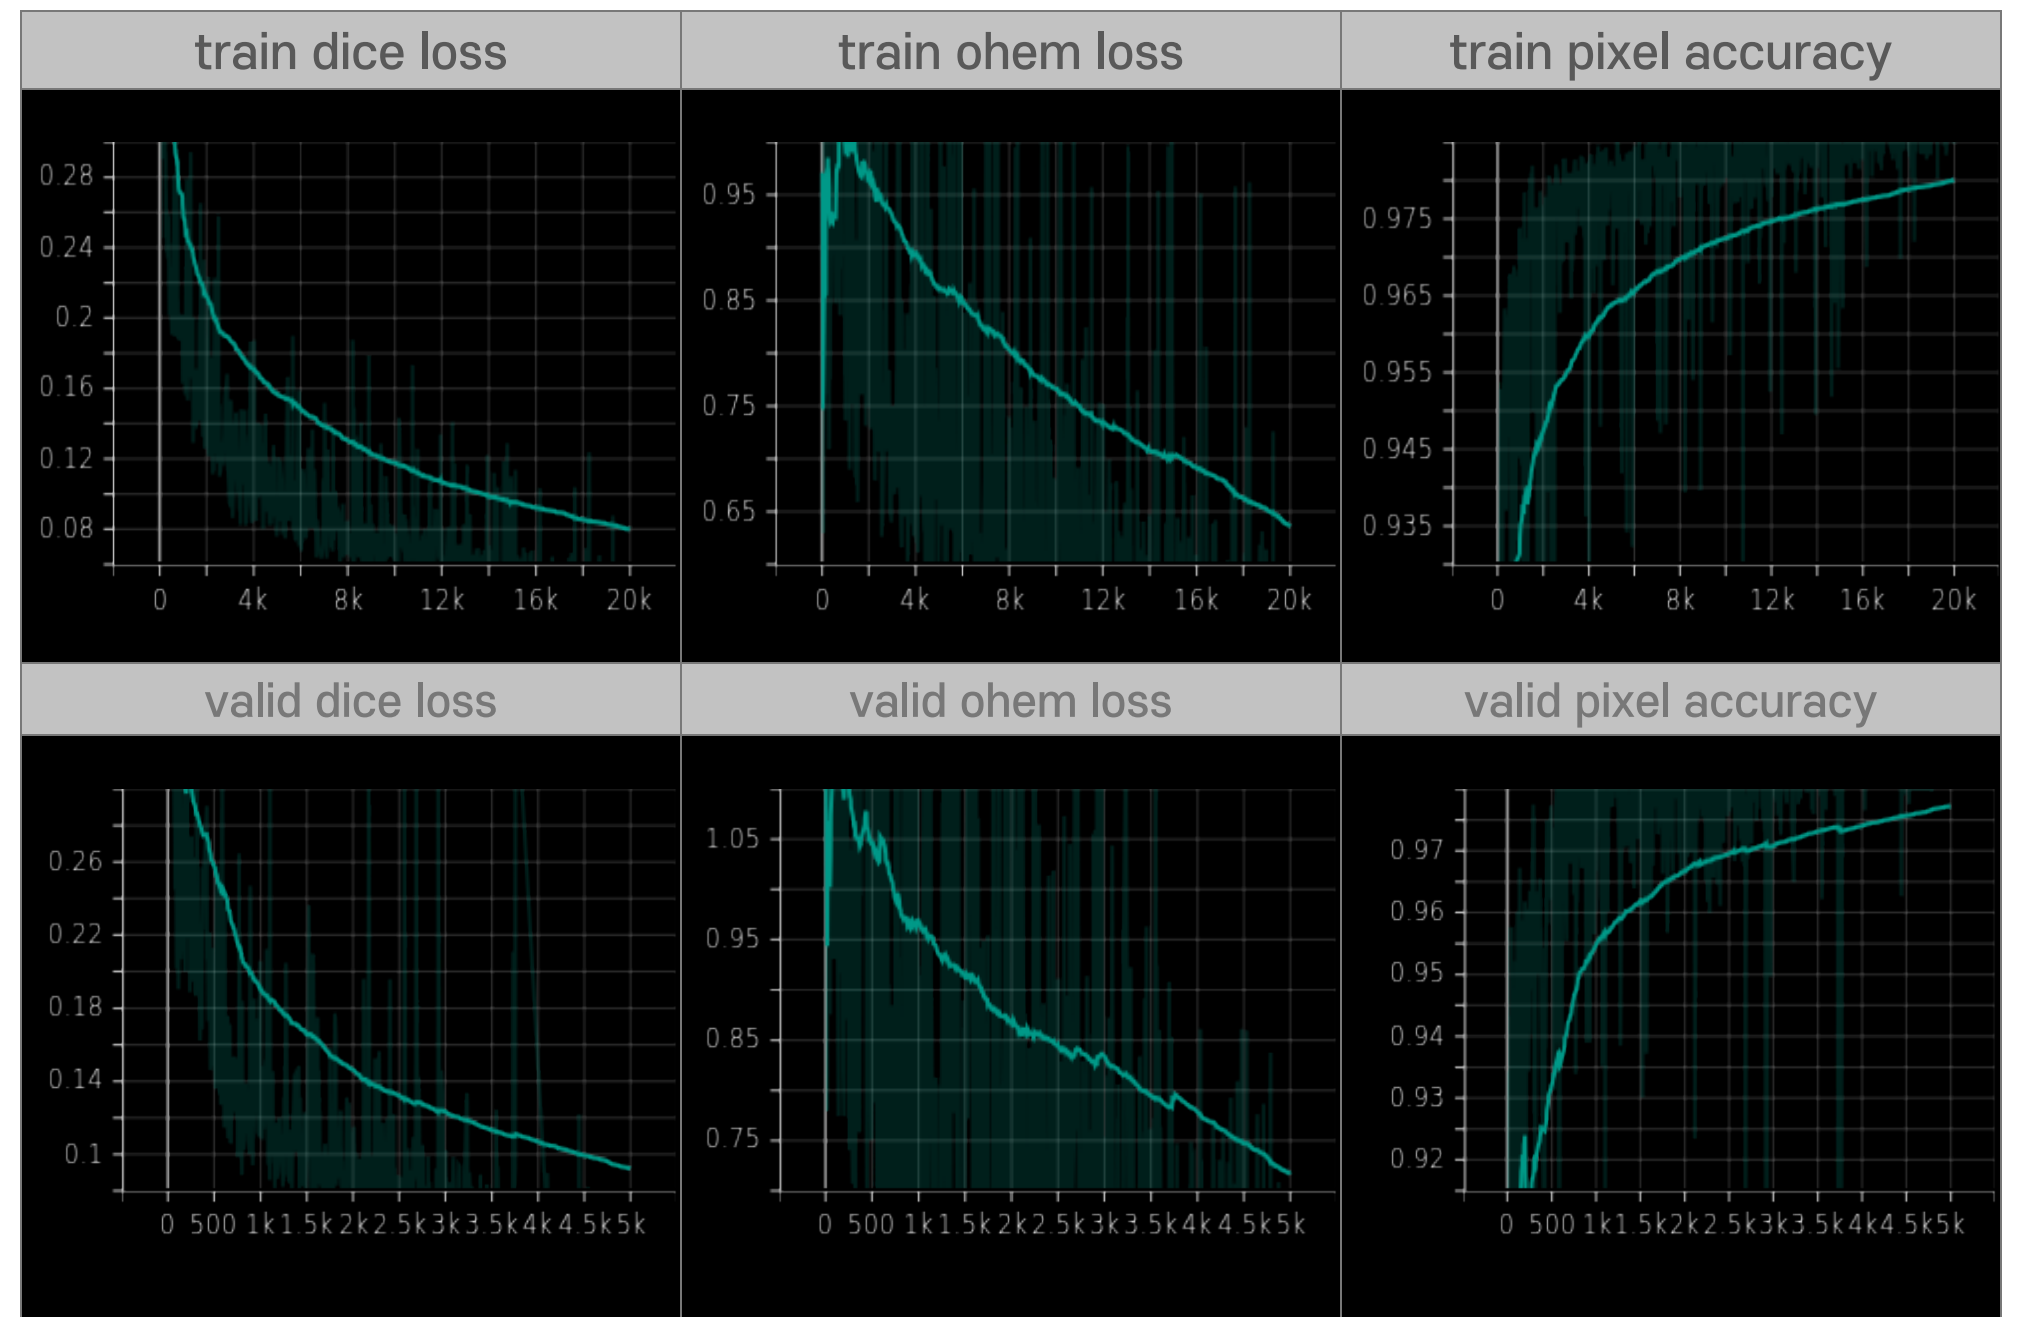 train dice loss
train ohem loss
train pixel accuracy
0.28
0.24
0.2
0.16
0.12
0.08
0 4k 8k 12k 16k 20k
0.95
0.85
0.75
0.65
0 4k 8k 12k 16k 20k
0.975
0.965
0.955
0.945
0.935
0 4k 8k 12k 16k 20k
valid dice loss
valid ohem loss
valid pixel accuracy
0.26
0.22
0.18
0.14
0.1
0 500 1k 1.5k 2k 2.5k 3k 3.5k 4k 4.5k 5k
1.05
0.95
0.85
0.75
0 500 1k 1.5k 2k 2.5k 3k 3.5k 4k 4.5k 5k
0.97
0.96
0.95
0.94
0.93
0.92
0 500 1k 1.5k 2k 2.5k 3k 3.5k 4k 4.5k 5k